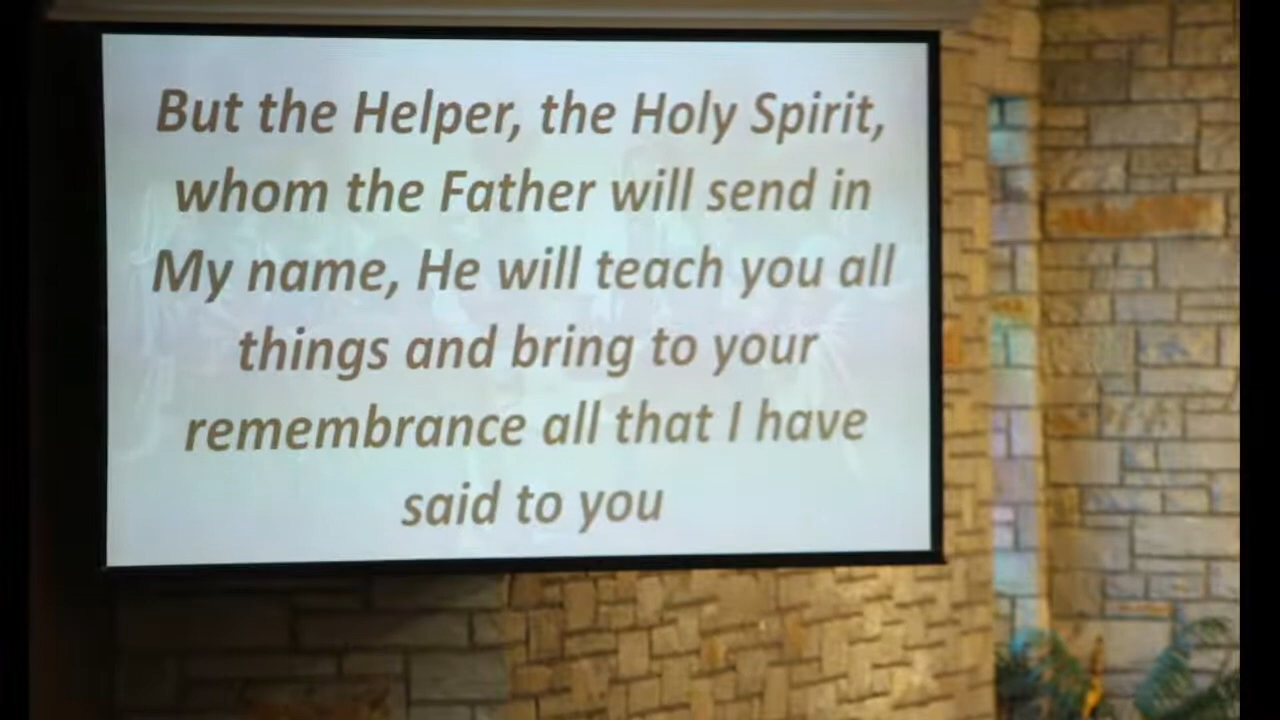 But the Helper, the Holy Spirit,
whom the Father will send in
My name, He will teach you all
things and bring to your
remembrance all that I have
said to you